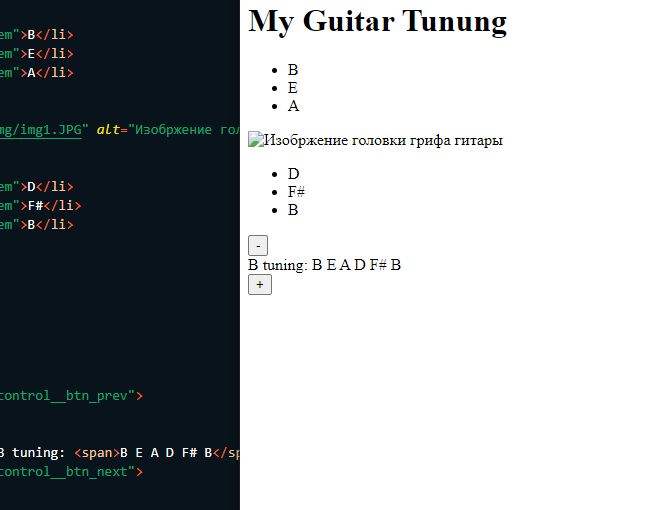 em">B</li>
em">E</li>
em">A</li>
mg/img1.JPG" alt="Изобржение гол
em">D</li>
em">F#</li>
em">B</li>
control__btn_prev">
B tuning: <span>B E A D F# B</sp
control__btn_next">
My Guitar Tunung
B
E
A
Изобржение головки грифа гитары
D
F#
B
-
B tuning: B E A D F# B
+